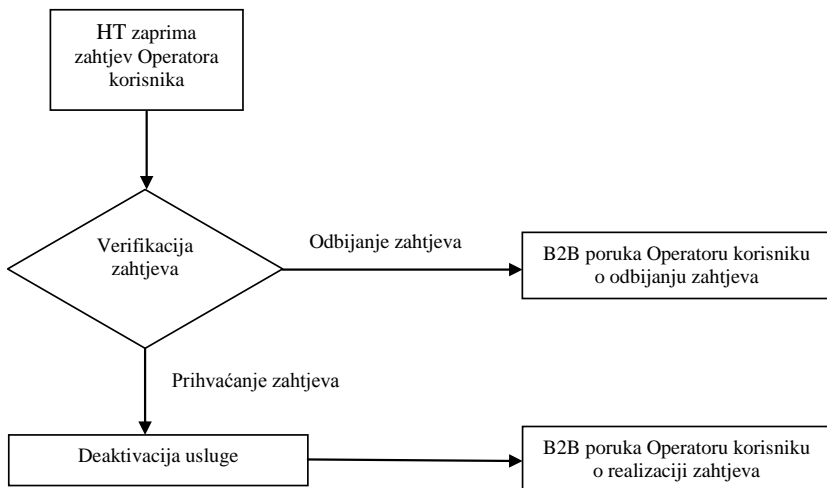 HT zaprima
zahtjev Operatora
korisnika
Verifikacija
zahtjeva
Odbijanje zahtjeva
B2B poruka Operatoru korisniku
o odbijanju zahtjeva
Prihvaćanje zahtjeva
Deaktivacija usluge
B2B poruka Operatoru korisniku
o realizaciji zahtjeva